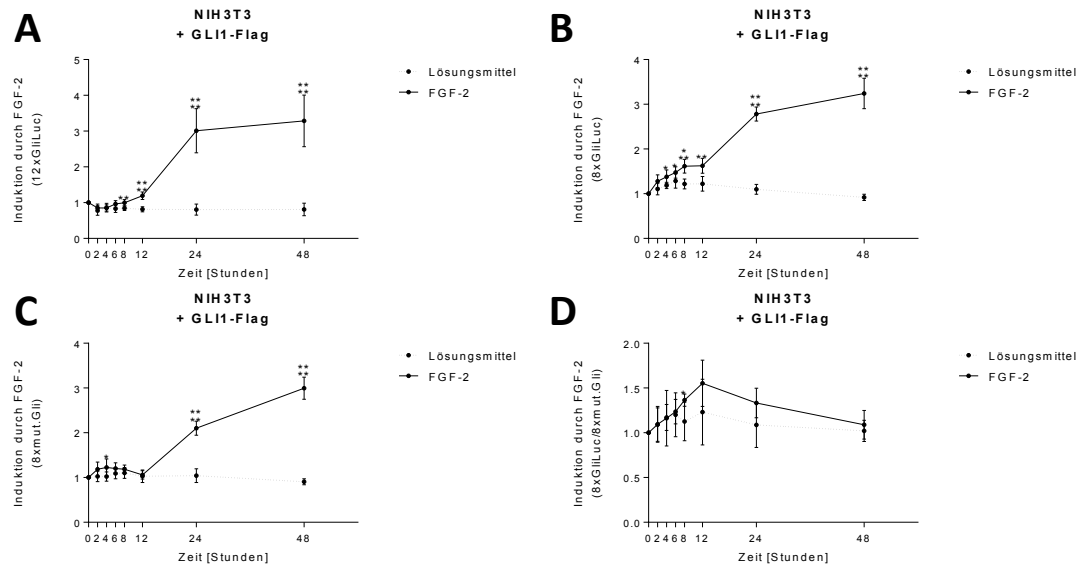 A
NIH3T3
+ GLI1-Flag
Induktion durch FGF-2
(12xGliLuc)
5
4
3
2
1
0
0 2 4 6 8 12 24 48
Zeit [Stunden]
** ** ** ** ** ** **
Lösungsmittel
FGF-2
B
NIH3T3
+ GLI1-Flag
Induktion durch FGF-2
(8xGliLuc)
4
3
2
1
0
0 2 4 6 8 12 24 48
Zeit [Stunden]
* * * ** ** ** ** ** **
Lösungsmittel
FGF-2
C
NIH3T3
+ GLI1-Flag
Induktion durch FGF-2
(8xmut.Gli)
4
3
2
1
0
0 2 4 6 8 12 24 48
Zeit [Stunden]
* ** ** ** **
Lösungsmittel
FGF-2
D
NIH3T3
+ GLI1-Flag
Induktion durch FGF-2
(8xGliLuc/8xmut.Gli)
2.0
1.5
1.0
0.5
0.0
0 2 4 6 8 12 24 48
Zeit [Stunden]
*
Lösungsmittel
FGF-2